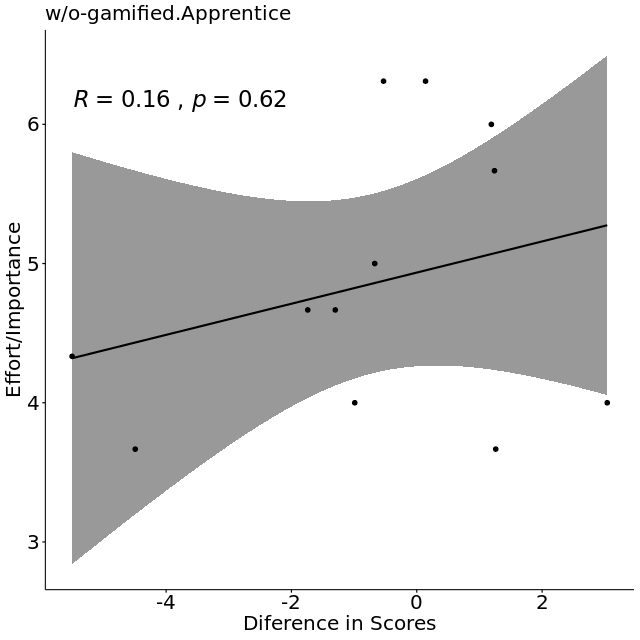 w/o-gamified.Apprentice
R = 0.16 , p = 0.62
6
5
4
3
Effort/Importance
-4 -2 0 2
Diference in Scores